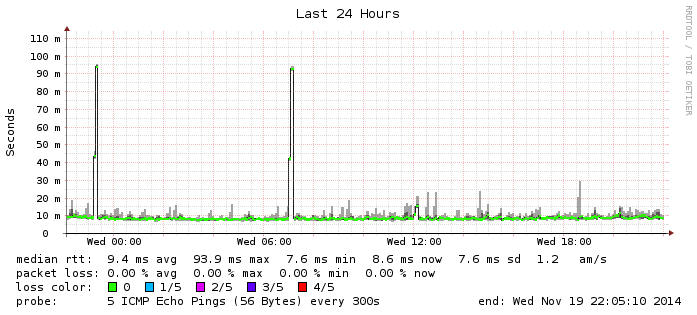 Last 24 Hours
RRDTOOL / TOBI OETIKER
Seconds
110 m
100 m
90 m
80 m
70 m
60 m
50 m
40 m
30 m
20 m
10 m
0
Wed 00:00 Wed 06:00 Wed 12:00 Wed 18:00
median rtt: 9.4 ms avg 93.9 ms max 7.6 ms min 8.6 ms now 7.6 ms sd 1.2 am/s
packet loss: 0.00 % avg 0.00 % max 0.00 % min 0.00 % now
loss color: 0 1/5 2/5 3/5 4/5
probe: 5 ICMP Echo Pings (56 Bytes) every 300s end: Wed Nov 19 22:05:10 2014